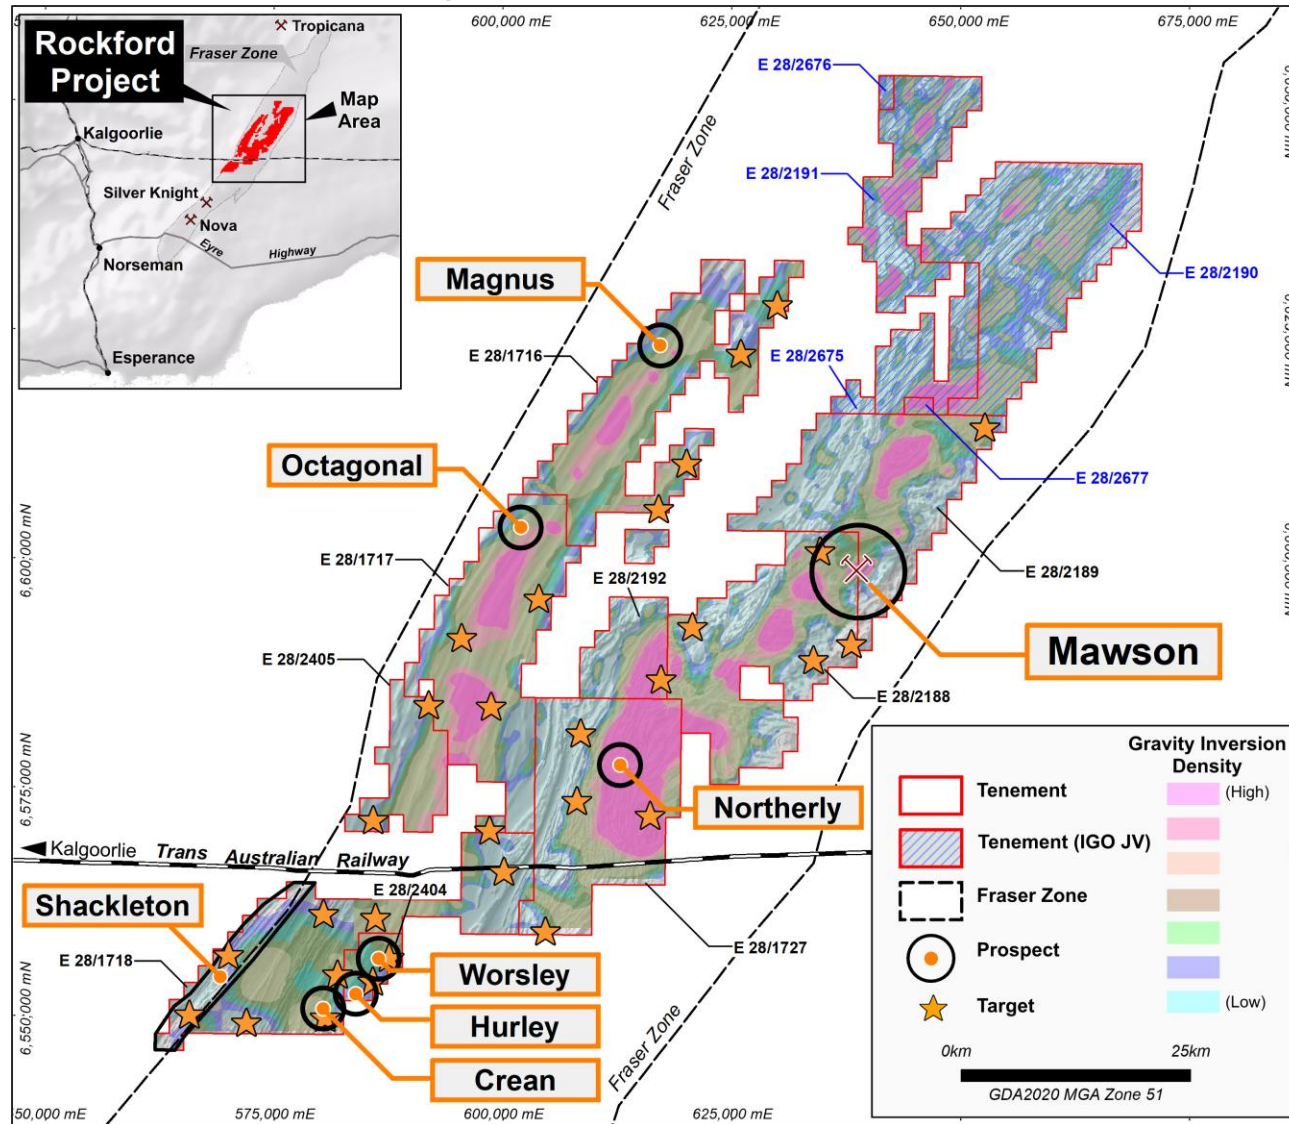 600,000 mE
625,000 mE
650,000 mE
675,000 mE
Tropicana
Fraser Zone
Rockford
Project
Map
Area
Kalgoorlie
Silver Knight
Nova
Eyre
Highway
Norseman
Esperance
Fraser Zone
E 28/2676
E 28/2191
E 28/2190
Magnus
E 28/1716
E 28/2675
Octagonal
E 28/2677
6,600,000 mN
E 28/1717
E 28/2192
E 28/2189
E 28/2405
Mawson
E 28/2188
6,575,000 mN
Northerly
Kalgoorlie
Trans Australian Railway
E 28/2404
Shackleton
E 28/1718
E 28/1727
Worsley
Hurley
Crean
6,550,000 mN
Fraser Zone
Gravity Inversion
Density
Tenement
(High)
Tenement (IGO JV)
Fraser Zone
Prospect
Target
(Low)
0km
25km
GDA2020 MGA Zone 51
50,000 mE
575,000 mE
600,000 mE
625,000 mE